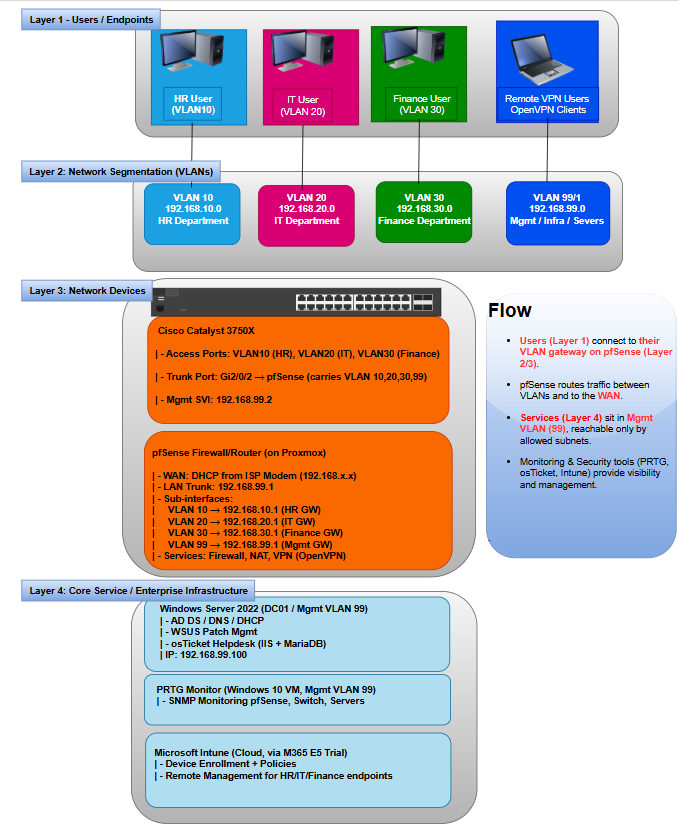 Layer 1 - Users / Endpoints
HR User
(VLAN10)
IT User
(VLAN 20)
Finance User
(VLAN 30)
Remote VPN Users
OpenVPN Clients
Layer 2: Network Segmentation (VLANs)
VLAN 10
192.168.10.0
HR Department
VLAN 20
192.168.20.0
IT Department
VLAN 30
192.168.30.0
Finance Department
VLAN 99/1
192.168.99.0
Mgmt / Infra / Severs
Layer 3: Network Devices
Cisco Catalyst 3750X
| - Access Ports: VLAN10 (HR), VLAN20 (IT), VLAN30 (Finance)
| - Trunk Port: Gi2/0/2 → pfSense (carries VLAN 10,20,30,99)
| - Mgmt SVI: 192.168.99.2
pfSense Firewall/Router (on Proxmox)
| - WAN: DHCP from ISP Modem (192.168.x.x)
| - LAN Trunk: 192.168.99.1
| - Sub-interfaces:
| VLAN 10 → 192.168.10.1 (HR GW)
| VLAN 20 → 192.168.20.1 (IT GW)
| VLAN 30 → 192.168.30.1 (Finance GW)
| VLAN 99 → 192.168.99.1 (Mgmt GW)
| - Services: Firewall, NAT, VPN (OpenVPN)
Flow
• Users (Layer 1) connect to their
VLAN gateway on pfSense (Layer
2/3).
• pfSense routes traffic between
VLANs and to the WAN.
• Services (Layer 4) sit in Mgmt
VLAN (99), reachable only by
allowed subnets.
• Monitoring & Security tools (PRTG,
osTicket, Intune) provide visibility
and management.
.
Layer 4: Core Service / Enterprise Infrastructure
Windows Server 2022 (DC01 / Mgmt VLAN 99)
| - AD DS / DNS / DHCP
| - WSUS Patch Mgmt
| - osTicket Helpdesk (IIS + MariaDB)
| IP: 192.168.99.100
PRTG Monitor (Windows 10 VM, Mgmt VLAN 99)
| - SNMP Monitoring pfSense, Switch, Servers
Microsoft Intune (Cloud, via M365 E5 Trial)
| - Device Enrollment + Policies
| - Remote Management for HR/IT/Finance endpoints